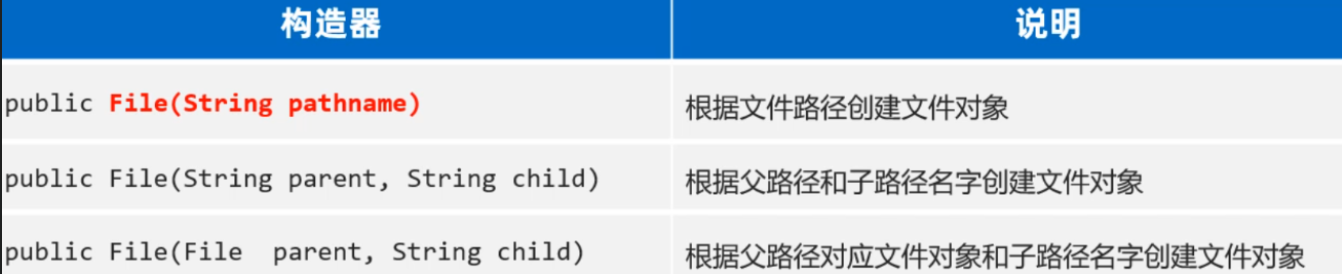 构造器 说明
public File(String pathname) 根据文件路径创建文件对象
public File(String parent, String child) 根据父路径和子路径名字创建文件对象
public File(File  parent, String child) 根据父路径对应文件对象和子路径名字创建文件对象